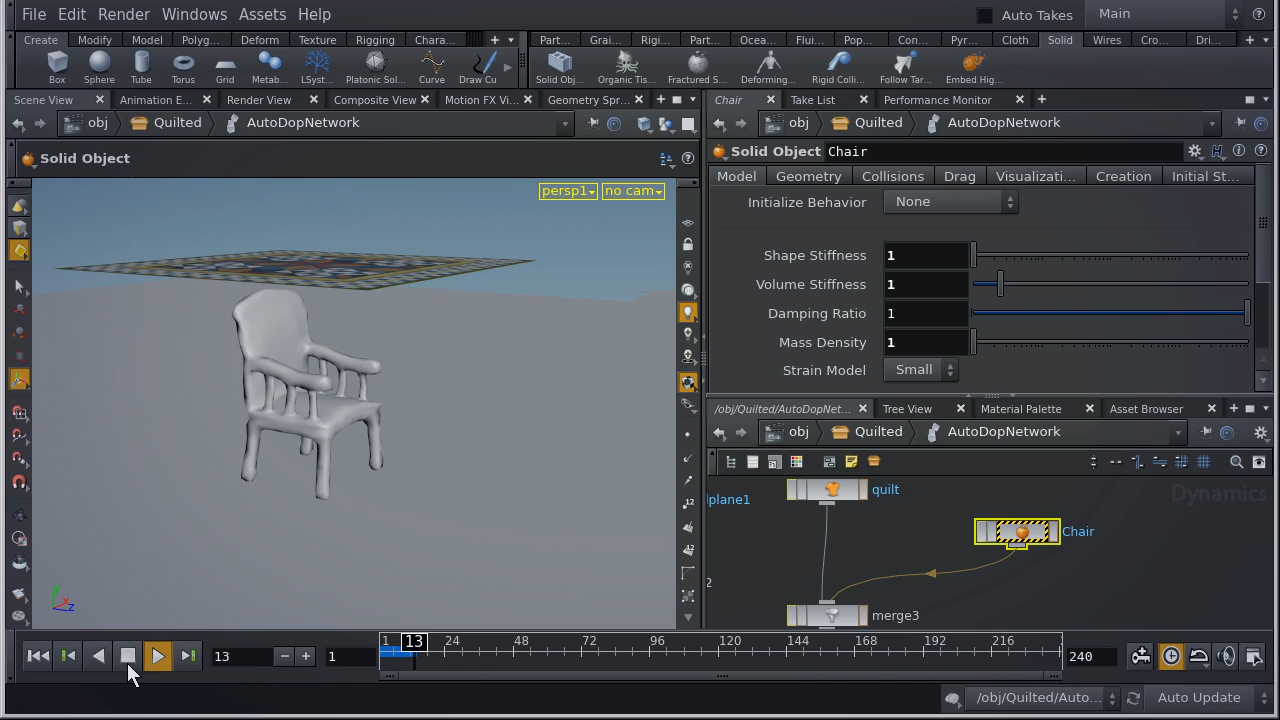 File Edit Render Windows Assets Help
Auto Takes Main
Create Modify Model Polyg... Deform Texture Rigging Chara...
Part... Grai... Rigi... Part... Ocea... Flui... Pop... Con... Pyr... Cloth Solid Wires Cro... Dri...
Box Sphere Tube Torus Grid Metab... LSyst... Platonic Sol... Curve Draw Cu
Solid Obj... Organic Tis... Fractured S... Deforming... Rigid Colli... Follow Tar... Embed Hig...
Scene View Animation E... Render View Composite View Motion FX Vi... Geometry Spr...
Chair Take List Performance Monitor
obj Quilted AutoDopNetwork
obj Quilted AutoDopNetwork
Solid Object
Solid Object Chair
Model Geometry Collisions Drag Visualizati... Creation Initial St...
persp1 no cam
Initialize Behavior None
Shape Stiffness 1
Volume Stiffness 1
Damping Ratio 1
Mass Density 1
Strain Model Small
/obj/Quilted/AutoDopNet... Tree View Material Palette Asset Browser
obj Quilted AutoDopNetwork
Dynamics
plane1
quilt
Chair
2
merge3
Y X Z
13 1
1 13 24 48 72 96 120 144 168 192 216
240
/obj/Quilted/Auto... Auto Update